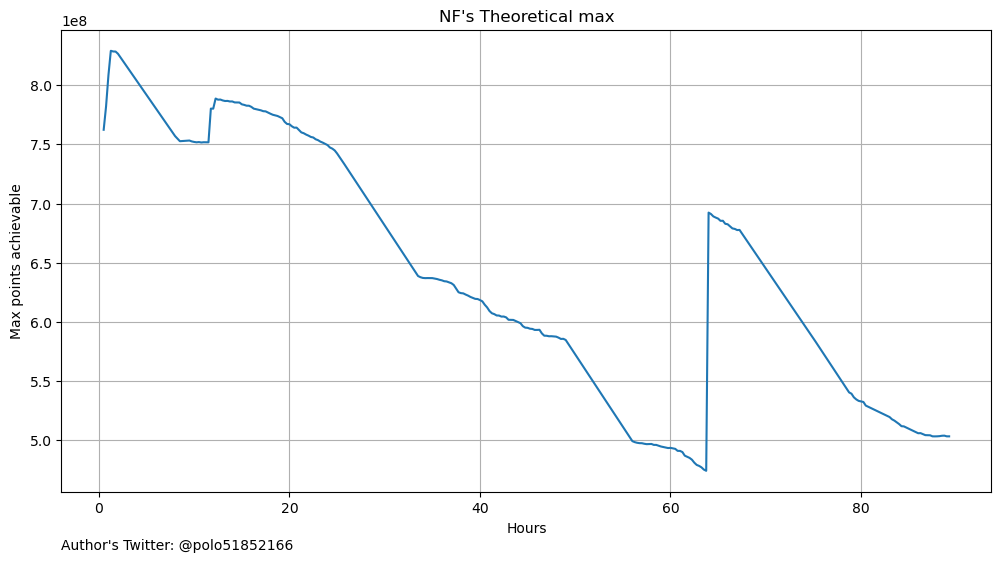 NF's Theoretical max
1e8
8.0
7.5
7.0
6.5
6.0
5.5
5.0
Max points achievable
0 20 40 60 80
Hours
Author's Twitter: @polo51852166